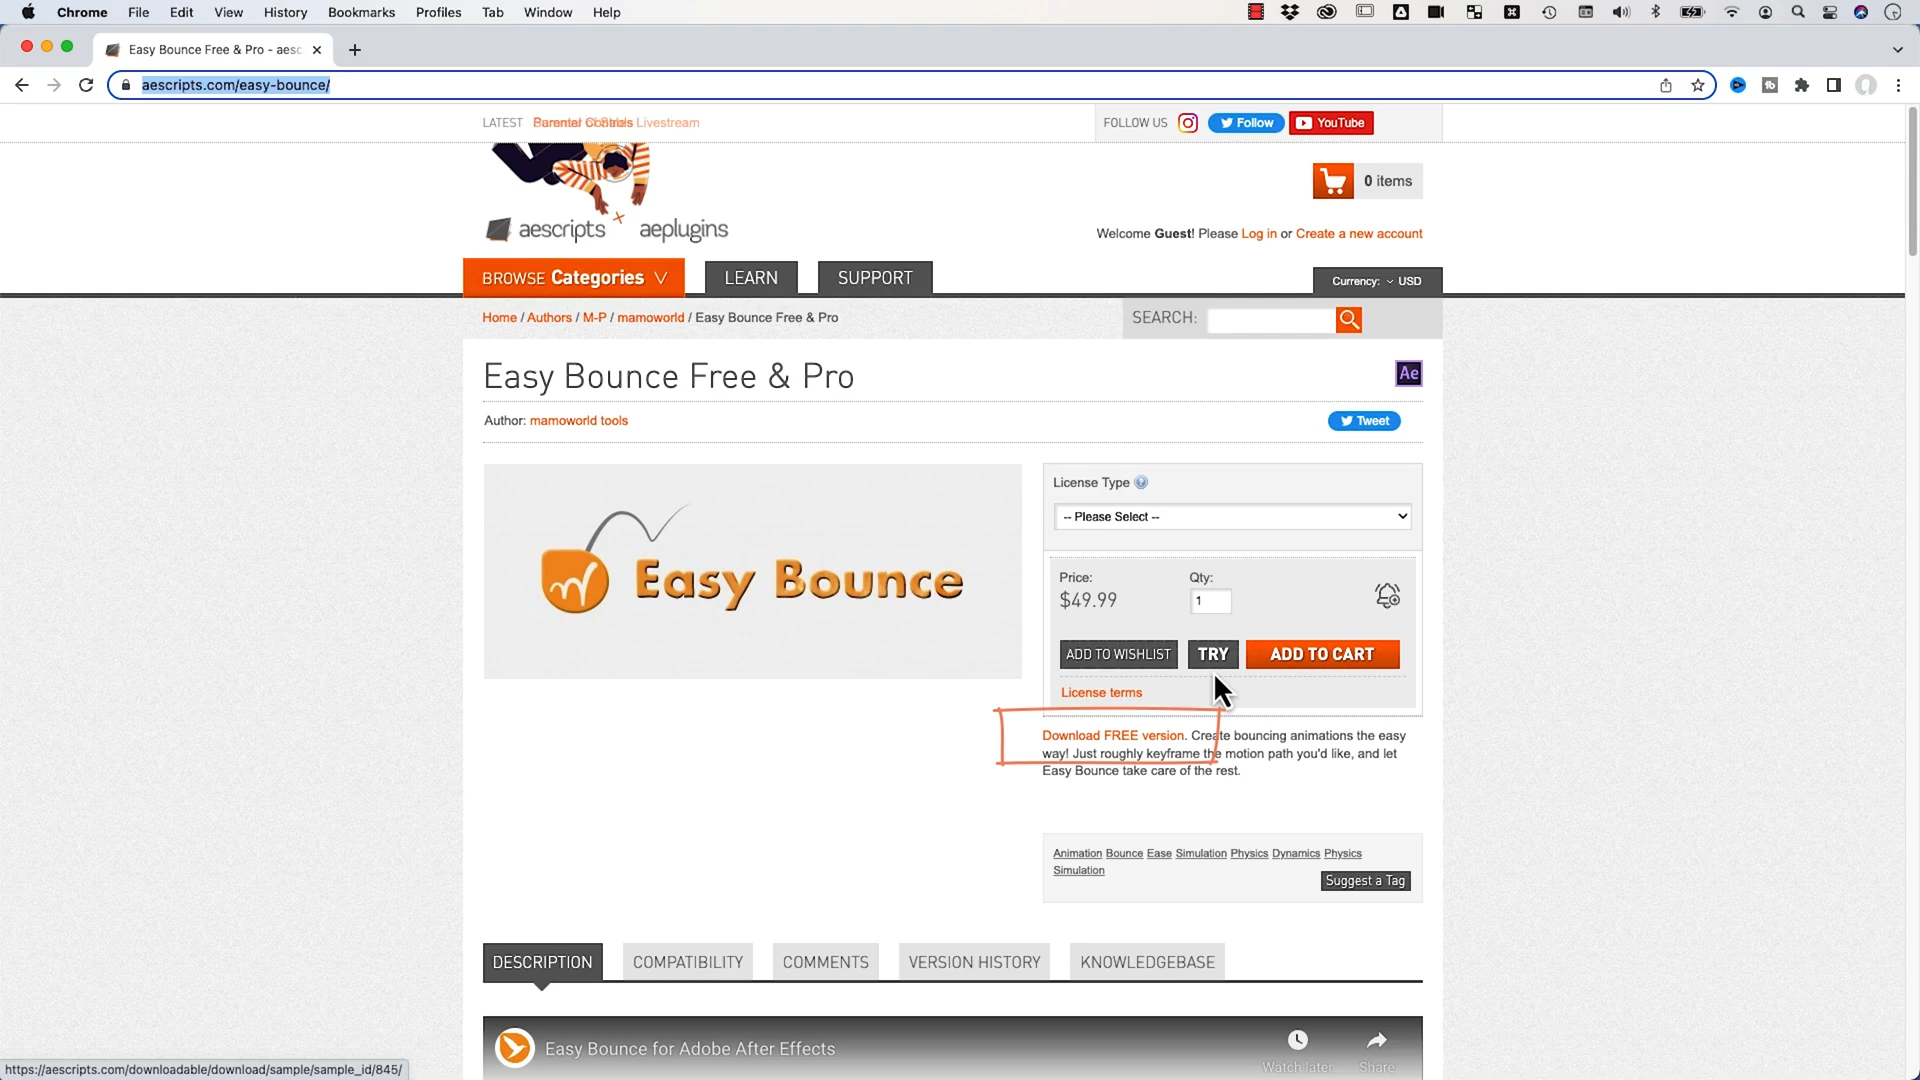 Chrome File Edit View History Bookmarks Profiles Tab Window Help
Easy Bounce Free & Pro - aesc
aescripts.com/easy-bounce/
LATEST Livestream
FOLLOW US Follow YouTube
aescripts + aeplugins
0 items
Welcome Guest! Please Log in or Create a new account
BROWSE Categories LEARN SUPPORT
Currency: USD
Home / Authors / M-P / mamoworld / Easy Bounce Free & Pro
SEARCH:
Easy Bounce Free & Pro
Ae
Author: mamoworld tools
Tweet
Easy Bounce
License Type ?
-- Please Select --
Price: Qty:
$49.99 1
ADD TO WISHLIST TRY ADD TO CART
License terms
Download FREE version. Create bouncing animations the easy
way! Just roughly keyframe the motion path you'd like, and let
Easy Bounce take care of the rest.
Animation Bounce Ease Simulation Physics Dynamics Physics
Simulation
Suggest a Tag
DESCRIPTION COMPATIBILITY COMMENTS VERSION HISTORY KNOWLEDGEBASE
Easy Bounce for Adobe After Effects
Watch later Share
https://aescripts.com/downloadable/download/sample/sample_id/845/